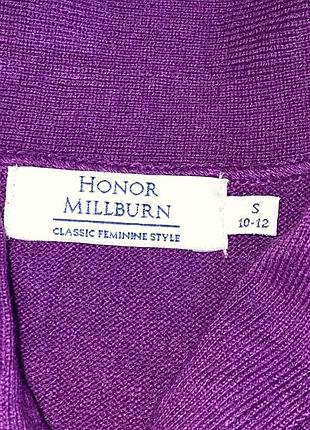 HONOR
MILLBURN
CLASSIC FEMININE STYLE
S
10-12